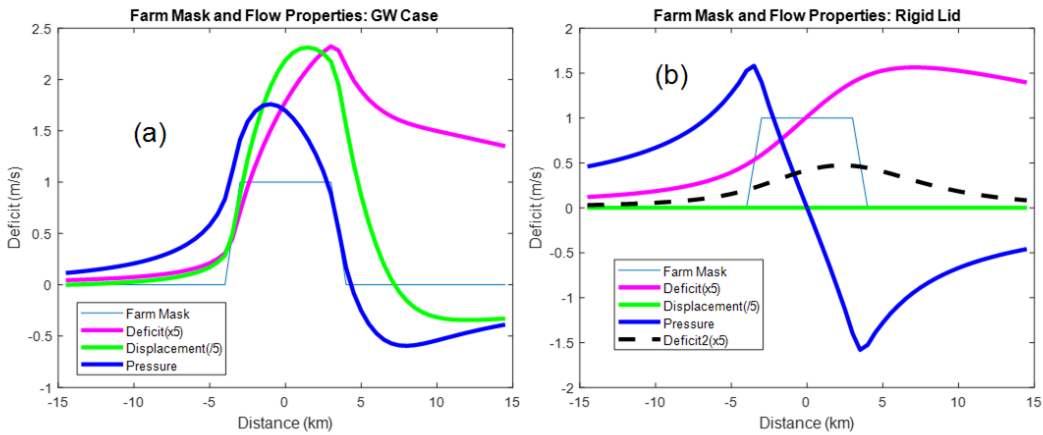 Farm Mask and Flow Properties: GW Case
2.5
2
1.5
1
0.5
0
-0.5
-1
Deficit (m/s)
(a)
Farm Mask
Deficit(x5)
Displacement(/5)
Pressure
-15 -10 -5 0 5 10 15
Distance (km)
Farm Mask and Flow Properties: Rigid Lid
2
1.5
1
0.5
0
-0.5
-1
-1.5
-2
Deficit (m/s)
(b)
Farm Mask
Deficit(x5)
Displacement(/5)
Pressure
Deficit2(x5)
-15 -10 -5 0 5 10 15
Distance (km)